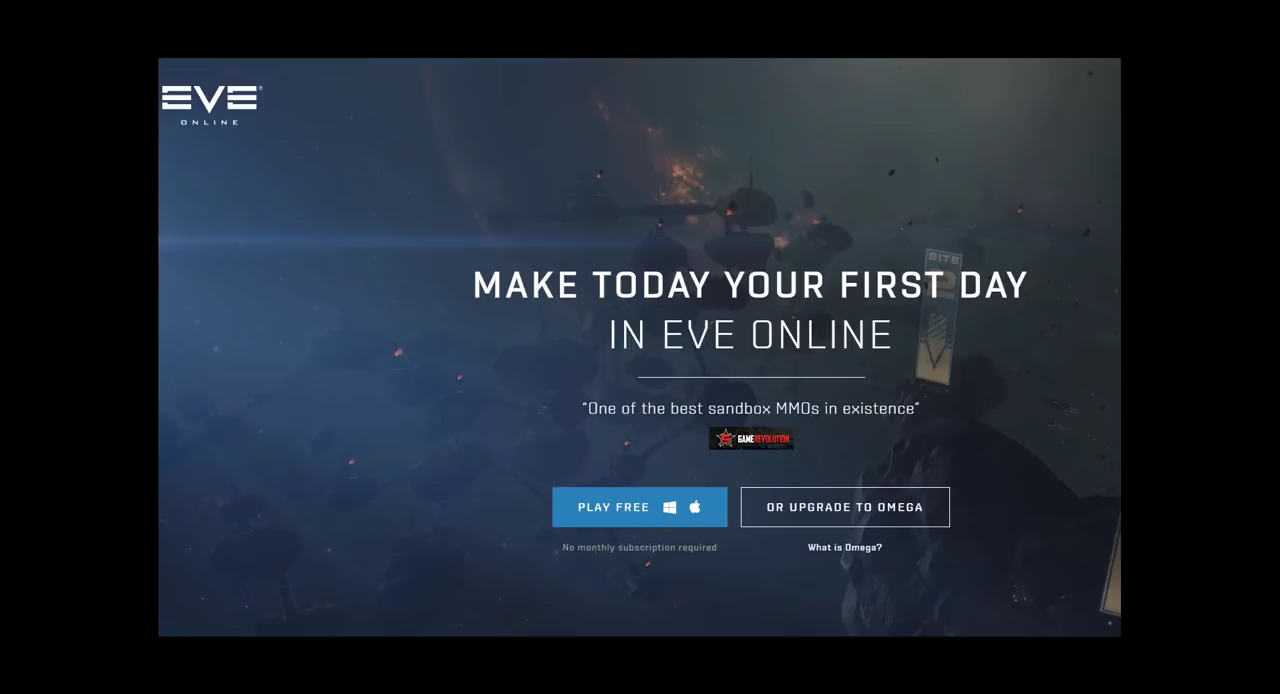 EVE
ONLINE
SITE
2
MAKE TODAY YOUR FIRST DAY
IN EVE ONLINE
"One of the best sandbox MMOs in existence"
GAMEREVOLUTION
PLAY FREE
OR UPGRADE TO OMEGA
No monthly subscription required
What is Omega?